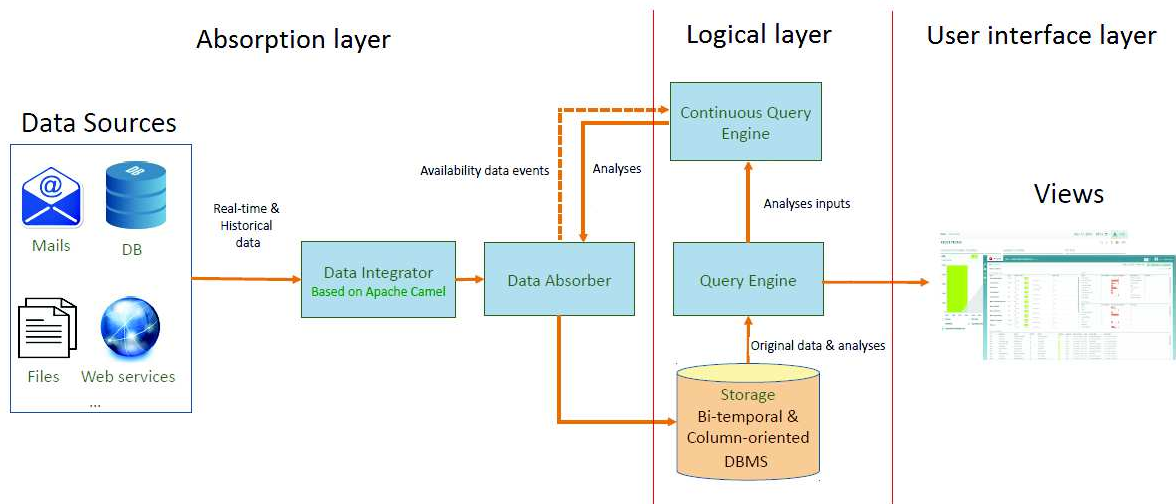 Absorption layer
Logical layer
User interface layer
Data Sources
@
Mails
DB
DB
Files
Web services
...
Real-time &
Historical
data
Data Integrator
Based on Apache Camel
Data Absorber
Availability data events
Analyses
Continuous Query
Engine
Analyses inputs
Query Engine
Original data & analyses
Storage
Bi-temporal &
Column-oriented
DBMS
Views